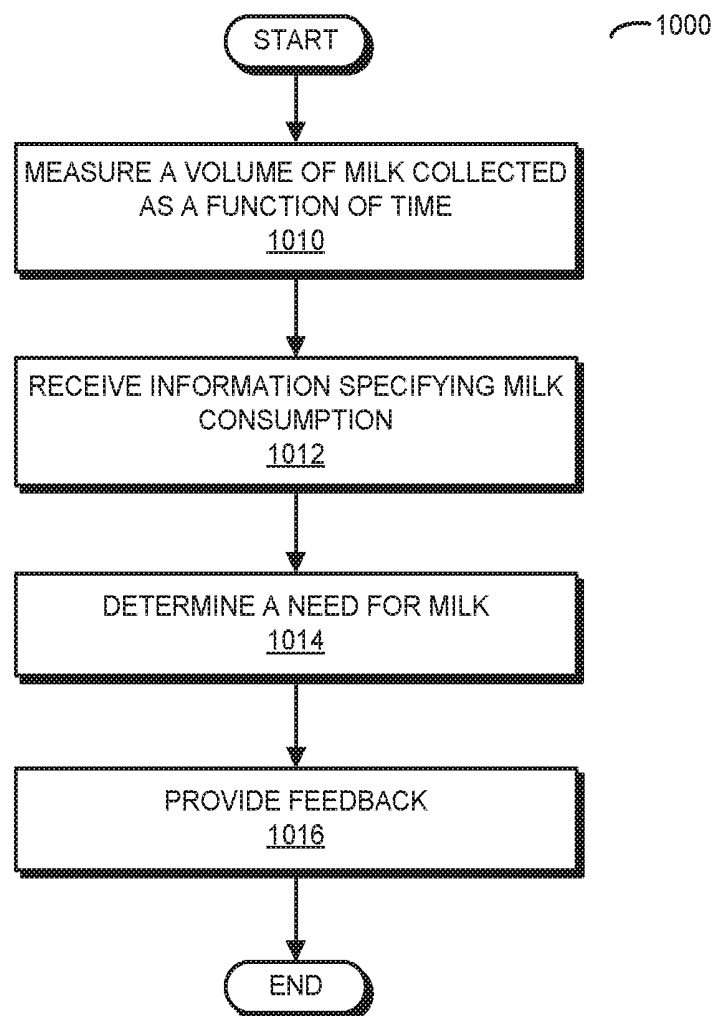 START
1000
MEASURE A VOLUME OF MILK COLLECTED
AS A FUNCTION OF TIME
1010
RECEIVE INFORMATION SPECIFYING MILK
CONSUMPTION
1012
DETERMINE A NEED FOR MILK
1014
PROVIDE FEEDBACK
1016
END